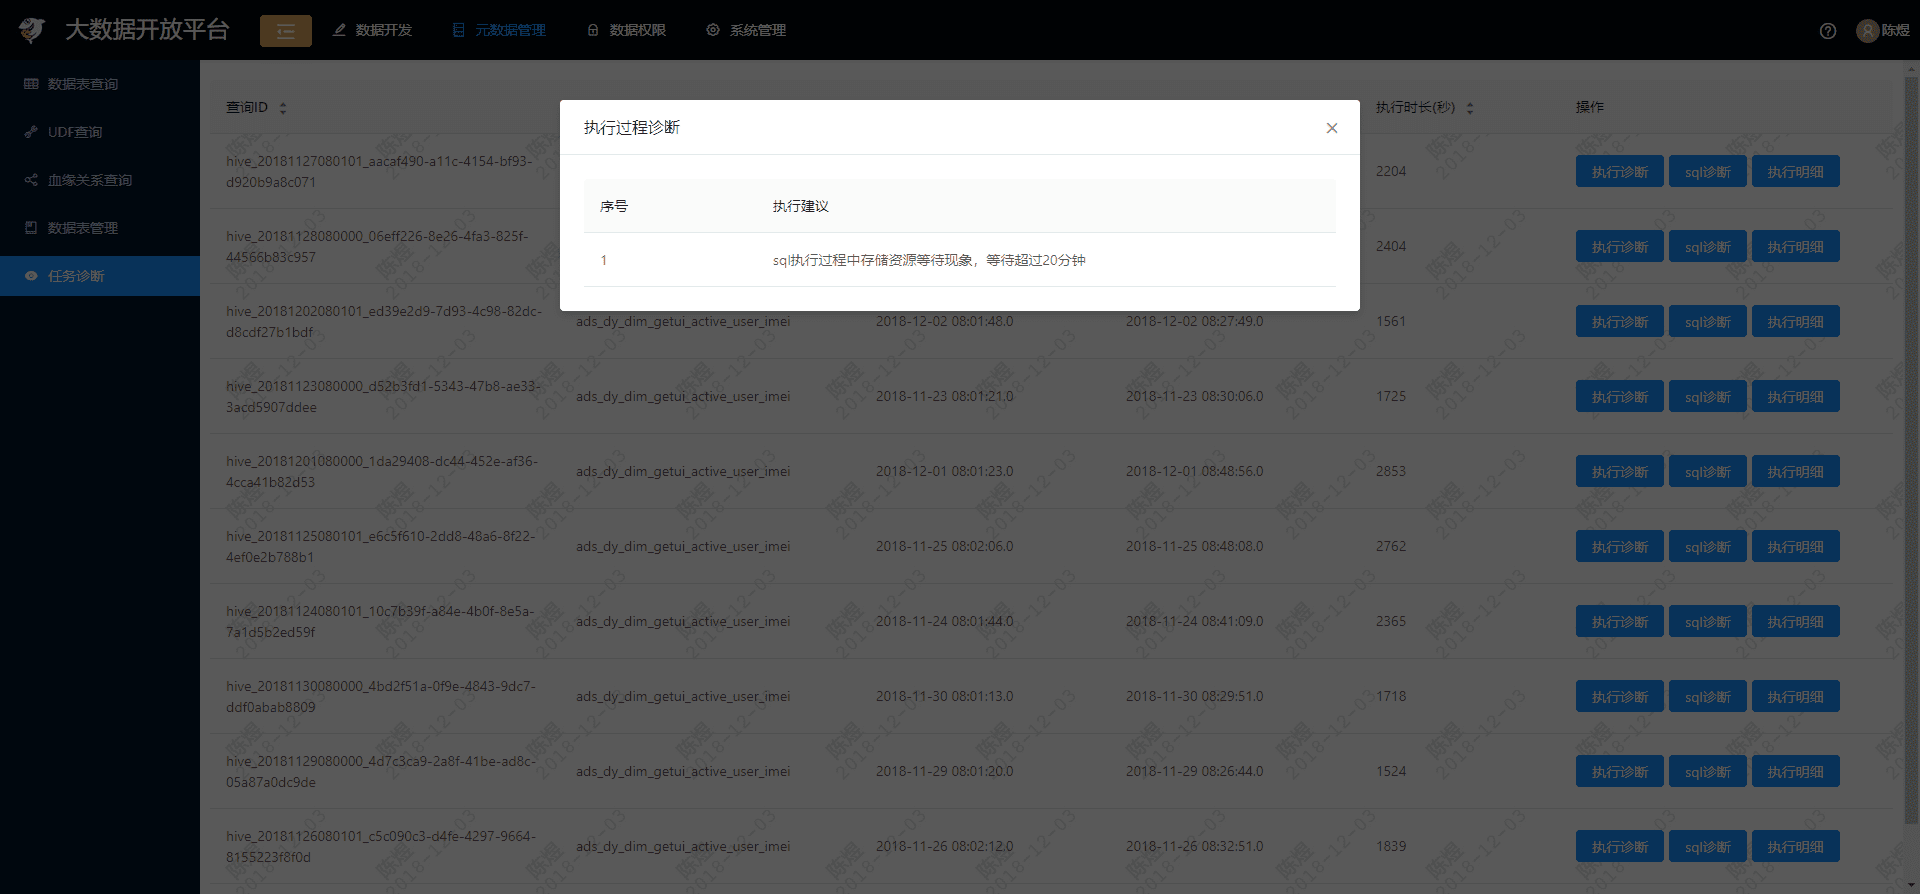 大数据开放平台
数据开发
元数据管理
数据权限
系统管理
陈煜
数据表查询
UDF查询
血缘关系查询
数据表管理
任务诊断
查询ID
执行时长(秒)
操作
执行过程诊断
序号
执行建议
1
sql执行过程中存储资源等待现象，等待超过20分钟
hive_20181127080101_aacaf490-a11c-4154-bf93-
d920b9a8c071
2204
执行诊断
sql诊断
执行明细
hive_20181128080000_06eff226-8e26-4fa3-825f-
44566b83c957
2404
执行诊断
sql诊断
执行明细
hive_20181202080101_ed39e2d9-7d93-4c98-82dc-
d8cdf27b1bdf
ads_dy_dim_getui_active_user_imei
2018-12-02 08:01:48.0
2018-12-02 08:27:49.0
1561
执行诊断
sql诊断
执行明细
hive_20181123080000_d52b3fd1-5343-47b8-ae33-
3acd5907ddee
ads_dy_dim_getui_active_user_imei
2018-11-23 08:01:21.0
2018-11-23 08:30:06.0
1725
执行诊断
sql诊断
执行明细
hive_20181201080000_1da29408-dc44-452e-af36-
4cca41b82d53
ads_dy_dim_getui_active_user_imei
2018-12-01 08:01:23.0
2018-12-01 08:48:56.0
2853
执行诊断
sql诊断
执行明细
hive_20181125080101_e6c5f610-2dd8-48a6-8f22-
4ef0e2b788b1
ads_dy_dim_getui_active_user_imei
2018-11-25 08:02:06.0
2018-11-25 08:48:08.0
2762
执行诊断
sql诊断
执行明细
hive_20181124080101_10c7b39f-a84e-4b0f-8e5a-
7a1d5b2ed59f
ads_dy_dim_getui_active_user_imei
2018-11-24 08:01:44.0
2018-11-24 08:41:09.0
2365
执行诊断
sql诊断
执行明细
hive_20181130080000_4bd2f51a-0f9e-4843-9dc7-
ddf0abab8809
ads_dy_dim_getui_active_user_imei
2018-11-30 08:01:13.0
2018-11-30 08:29:51.0
1718
执行诊断
sql诊断
执行明细
hive_20181129080000_4d7c3ca9-2a8f-41be-ad8c-
05a87a0dc9de
ads_dy_dim_getui_active_user_imei
2018-11-29 08:01:20.0
2018-11-29 08:26:44.0
1524
执行诊断
sql诊断
执行明细
hive_20181126080101_c5c090c3-d4fe-4297-9664-
8155223f8f0d
ads_dy_dim_getui_active_user_imei
2018-11-26 08:02:12.0
2018-11-26 08:32:51.0
1839
执行诊断
sql诊断
执行明细
陈煜
2018-12-03